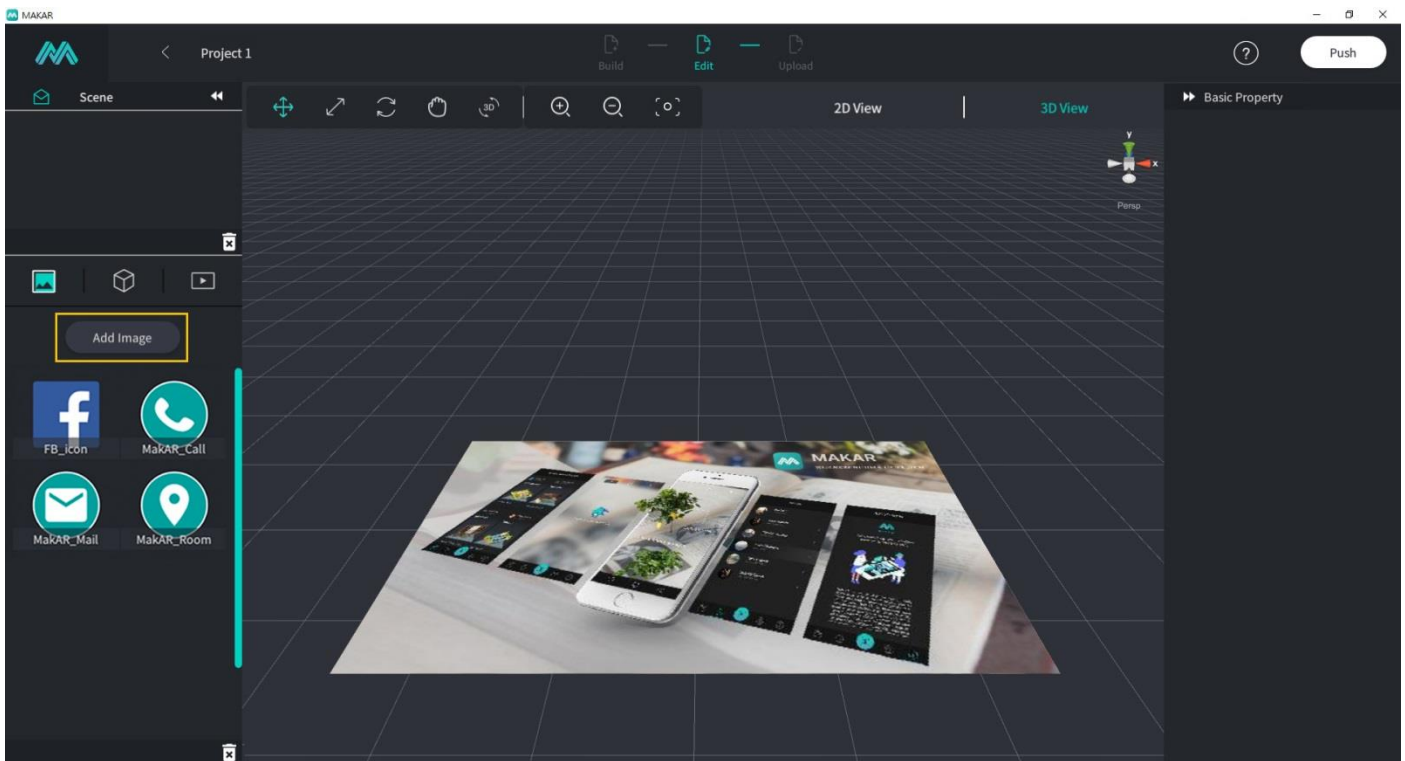 MAKAR
Project 1
Build
Edit
Upload
?
Push
Scene
3D
2D View
3D View
Basic Property
y
x
Persp
Add Image
FB_icon
MakAR_Call
MakAR_Mail
MakAR_Room
MAKAR